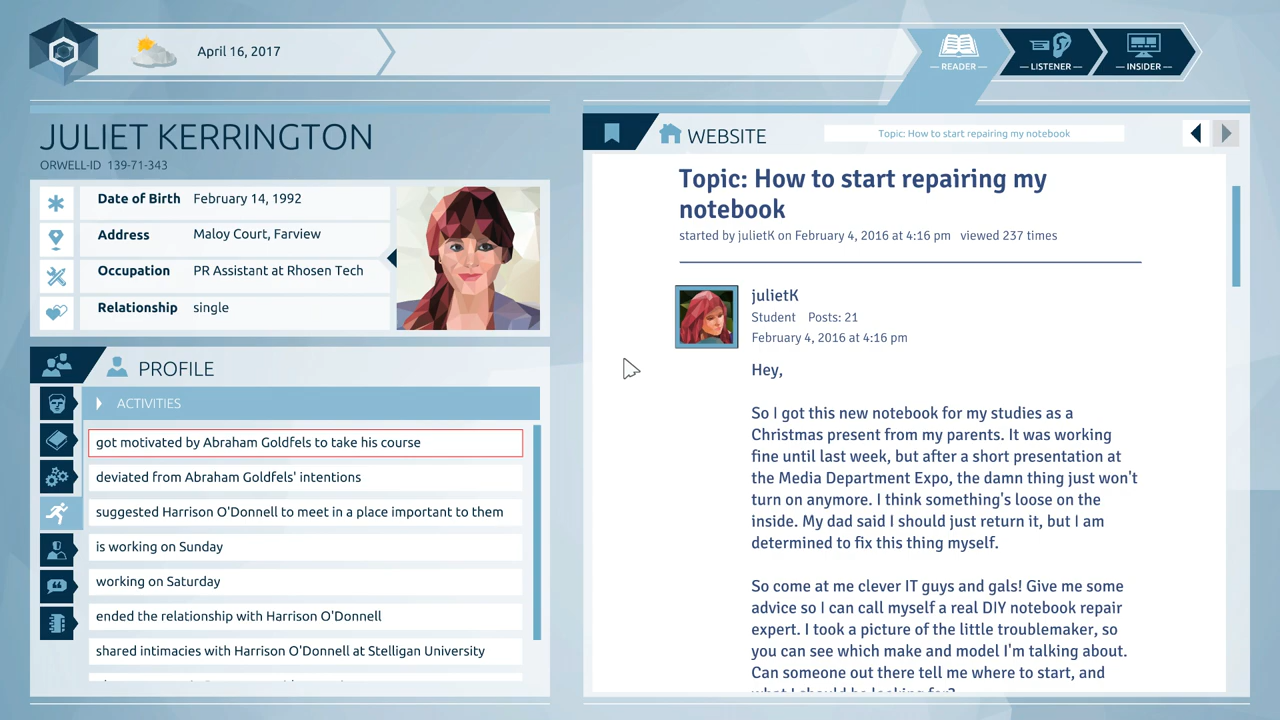 April 16, 2017
READER
LISTENER
INSIDER
JULIET KERRINGTON
ORWELL-ID 139-71-343
Date of Birth February 14, 1992
Address Maloy Court, Farview
Occupation PR Assistant at Rhosen Tech
Relationship single
PROFILE
ACTIVITIES
got motivated by Abraham Goldfels to take his course
deviated from Abraham Goldfels' intentions
suggested Harrison O'Donnell to meet in a place important to them
is working on Sunday
working on Saturday
ended the relationship with Harrison O'Donnell
shared intimacies with Harrison O'Donnell at Stelligan University
WEBSITE
Topic: How to start repairing my notebook
Topic: How to start repairing my
notebook
started by julietK on February 4, 2016 at 4:16 pm viewed 237 times
julietK
Student Posts: 21
February 4, 2016 at 4:16 pm
Hey,
So I got this new notebook for my studies as a
Christmas present from my parents. It was working
fine until last week, but after a short presentation at
the Media Department Expo, the damn thing just won't
turn on anymore. I think something's loose on the
inside. My dad said I should just return it, but I am
determined to fix this thing myself.
So come at me clever IT guys and gals! Give me some
advice so I can call myself a real DIY notebook repair
expert. I took a picture of the little troublemaker, so
you can see which make and model I'm talking about.
Can someone out there tell me where to start, and
what I should be looking for?